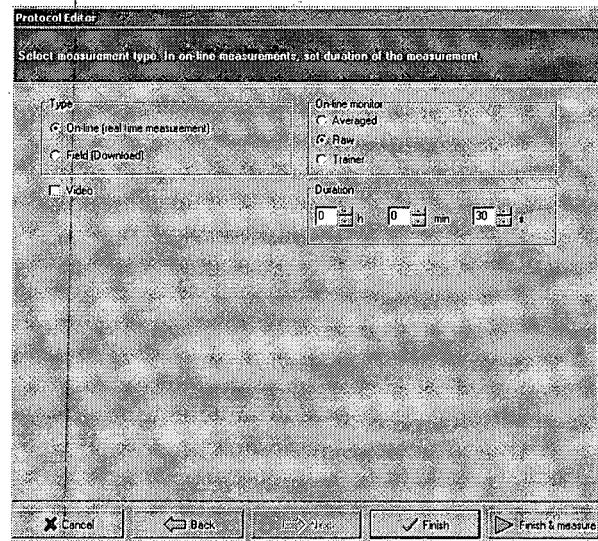 Protocol Editor
Select measurement type. In on-line measurements, set duration of the measurement.
Type
On-line (real time measurement)
Field (Download)
Video
On-line monitor
Averaged
Raw
Trainer
Duration
0 h 0 min 30 s
Cancel Back Next Finish Finish & measure